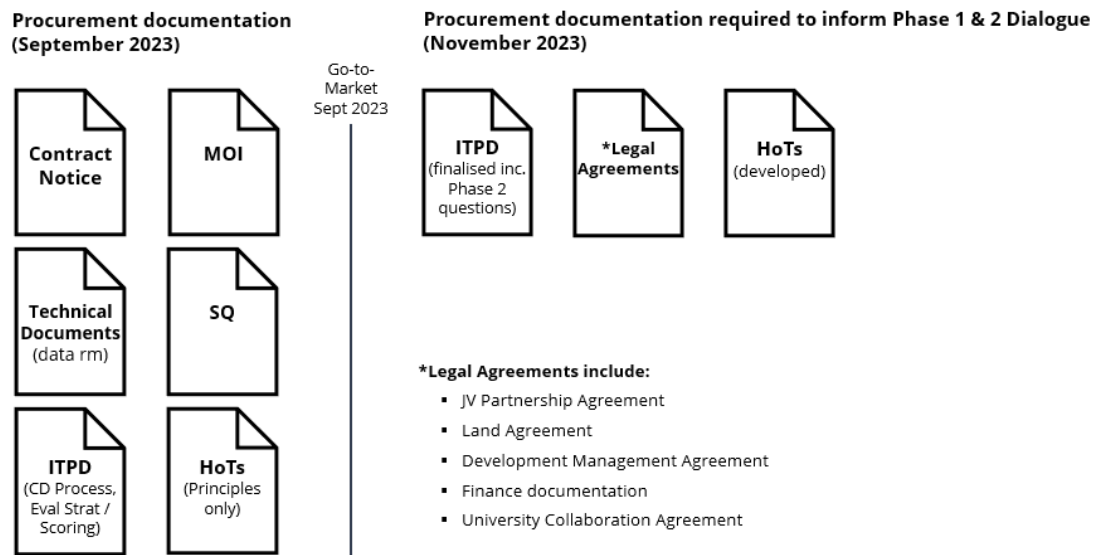 Procurement documentation
(September 2023)
Contract
Notice
MOI
Technical
Documents
(data rm)
SQ
ITPD
(CD Process,
Eval Strat /
Scoring)
HoTs
(Principles
only)
Go-to-
Market
Sept 2023
Procurement documentation required to inform Phase 1 & 2 Dialogue
(November 2023)
ITPD
(finalised inc.
Phase 2
questions)
*Legal
Agreements
HoTs
(developed)
*Legal Agreements include:
▪ JV Partnership Agreement
▪ Land Agreement
▪ Development Management Agreement
▪ Finance documentation
▪ University Collaboration Agreement